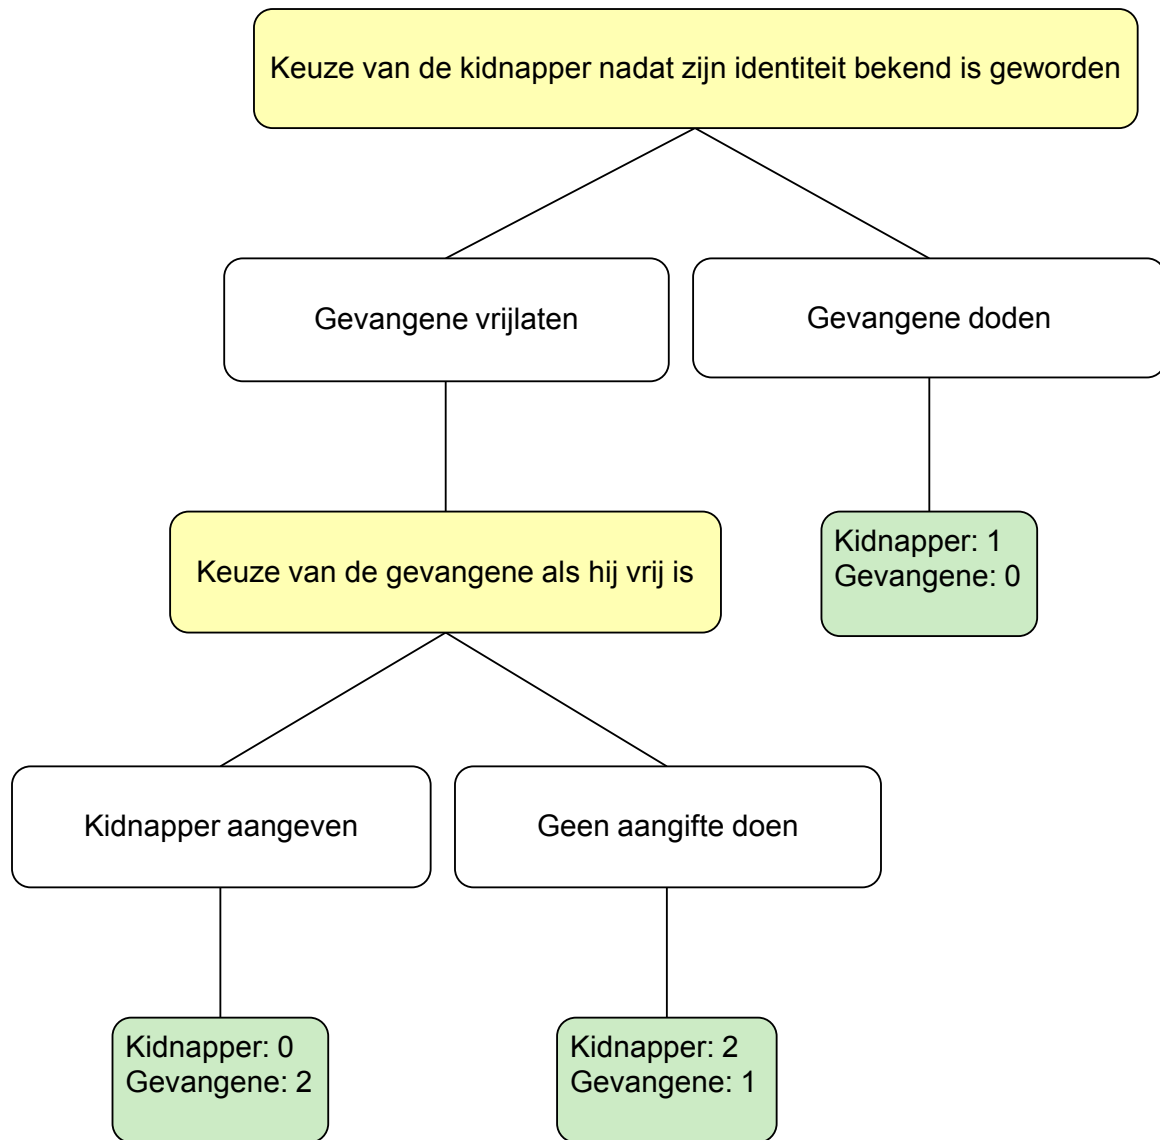 Keuze van de kidnapper nadat zijn identiteit bekend is geworden
Gevangene vrijlaten
Gevangene doden
Keuze van de gevangene als hij vrij is
Kidnapper: 1
Gevangene: 0
Kidnapper aangeven
Geen aangifte doen
Kidnapper: 0
Gevangene: 2
Kidnapper: 2
Gevangene: 1